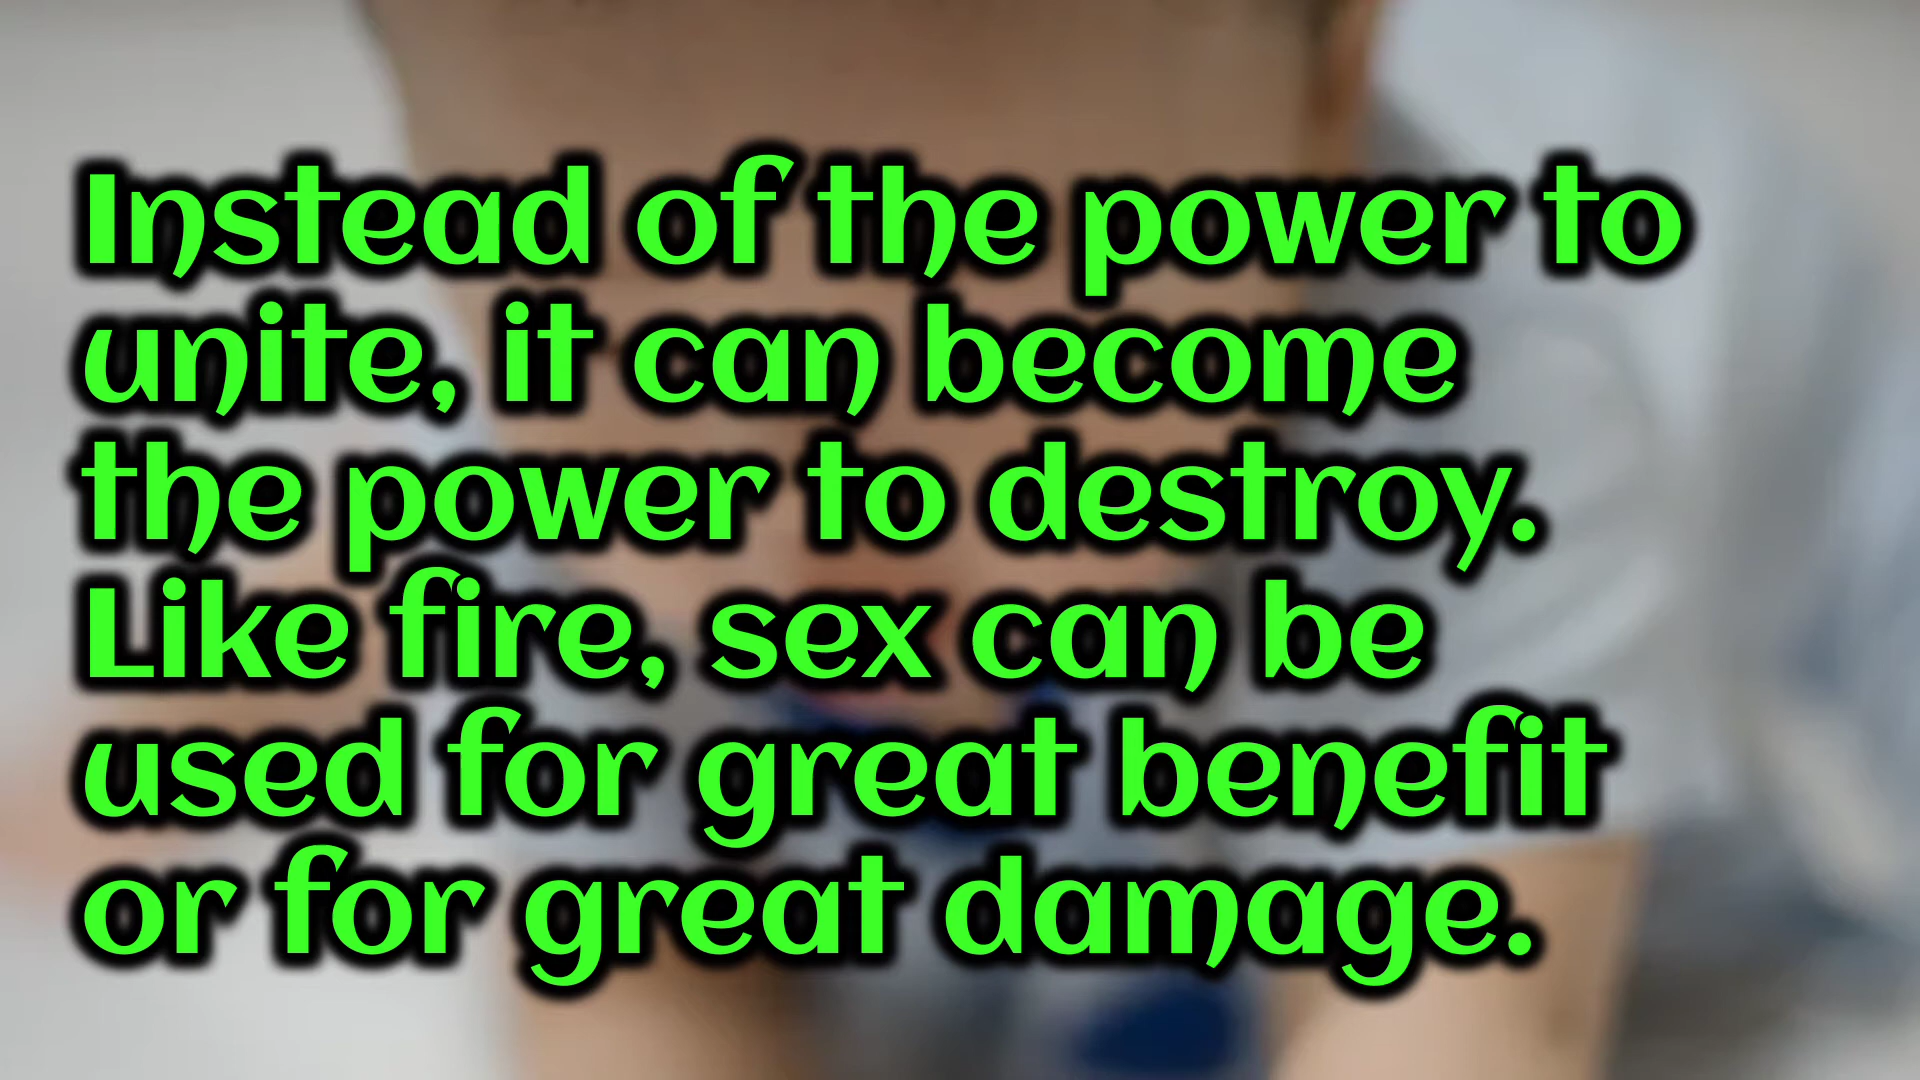 Instead of the power to
unite, it can become
the power to destroy.
Like fire, sex can be
used for great benefit
or for great damage.